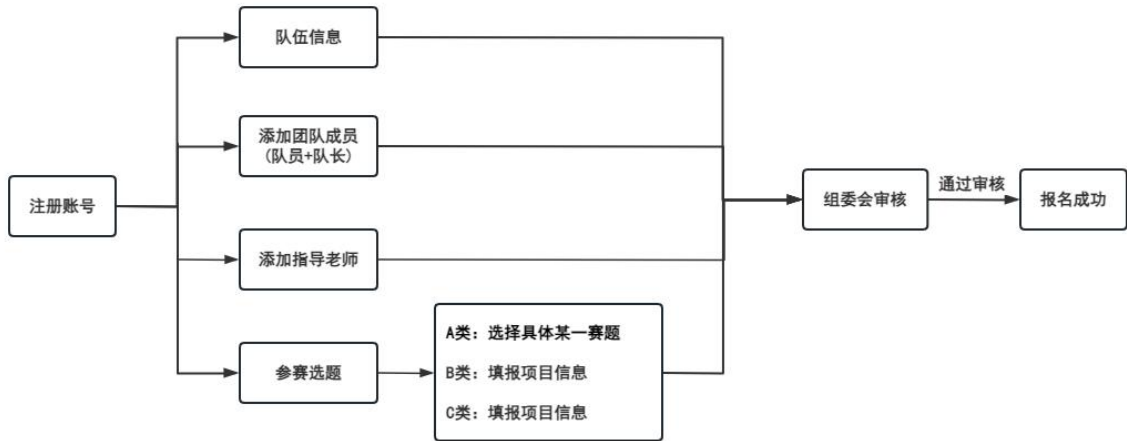 注册账号
队伍信息
添加团队成员
(队员+队长)
添加指导老师
参赛选题
A类：选择具体某一赛题
B类：填报项目信息
C类：填报项目信息
组委会审核
通过审核
报名成功